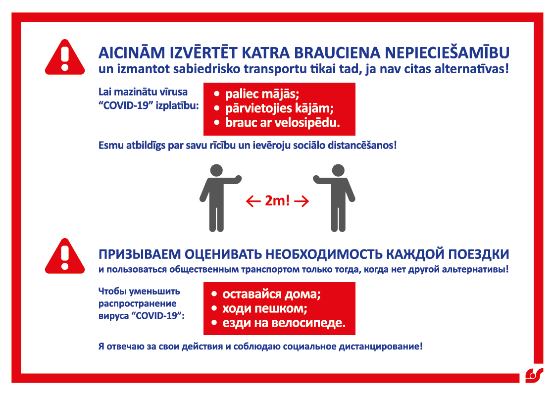 AICINĀM IZVĒRTĒT KATRA BRAUCIENA NEPIECIEŠAMĪBU
un izmantot sabiedrisko transportu tikai tad, ja nav citas alternatīvas!
Lai mazinātu vīrusa
“COVID-19” izplatību:
• paliec mājās;
• pārvietojies kājām;
• brauc ar velosipēdu.
Esmu atbildīgs par savu rīcību un ievēroju sociālo distancēšanos!
2m!
ПРИЗЫВАЕМ ОЦЕНИВАТЬ НЕОБХОДИМОСТЬ КАЖДОЙ ПОЕЗДКИ
и пользоваться общественным транспортом только тогда, когда нет другой альтернативы!
Чтобы уменьшить
распространение
вируса “COVID-19”:
• оставайся дома;
• ходи пешком;
• езди на велосипеде.
Я отвечаю за свои действия и соблюдаю социальное дистанцирование!